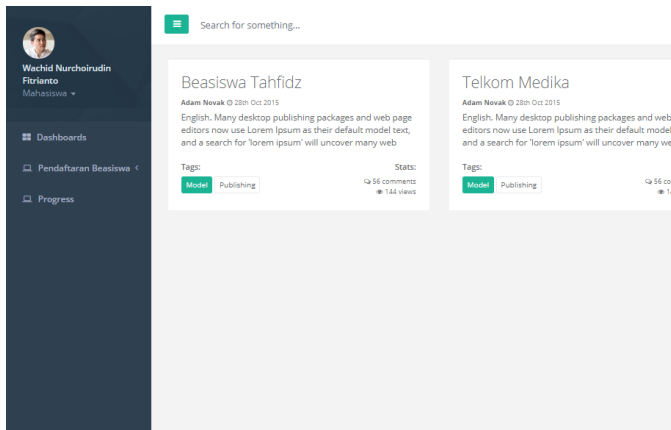 Wachid Nurchoirudin
Fitrianto
Mahasiswa
Dashboards
Pendaftaran Beasiswa
Progress
Search for something...
Beasiswa Tahfidz
Adam Novak 28th Oct 2015
English. Many desktop publishing packages and web page
editors now use Lorem Ipsum as their default model text,
and a search for 'lorem ipsum' will uncover many web
Tags:
Stats:
Model Publishing
56 comments
144 views
Telkom Medika
Adam Novak 28th Oct 2015
English. Many desktop publishing packages and web
editors now use Lorem Ipsum as their default model
and a search for 'lorem ipsum' will uncover many we
Tags:
Model Publishing
56 co